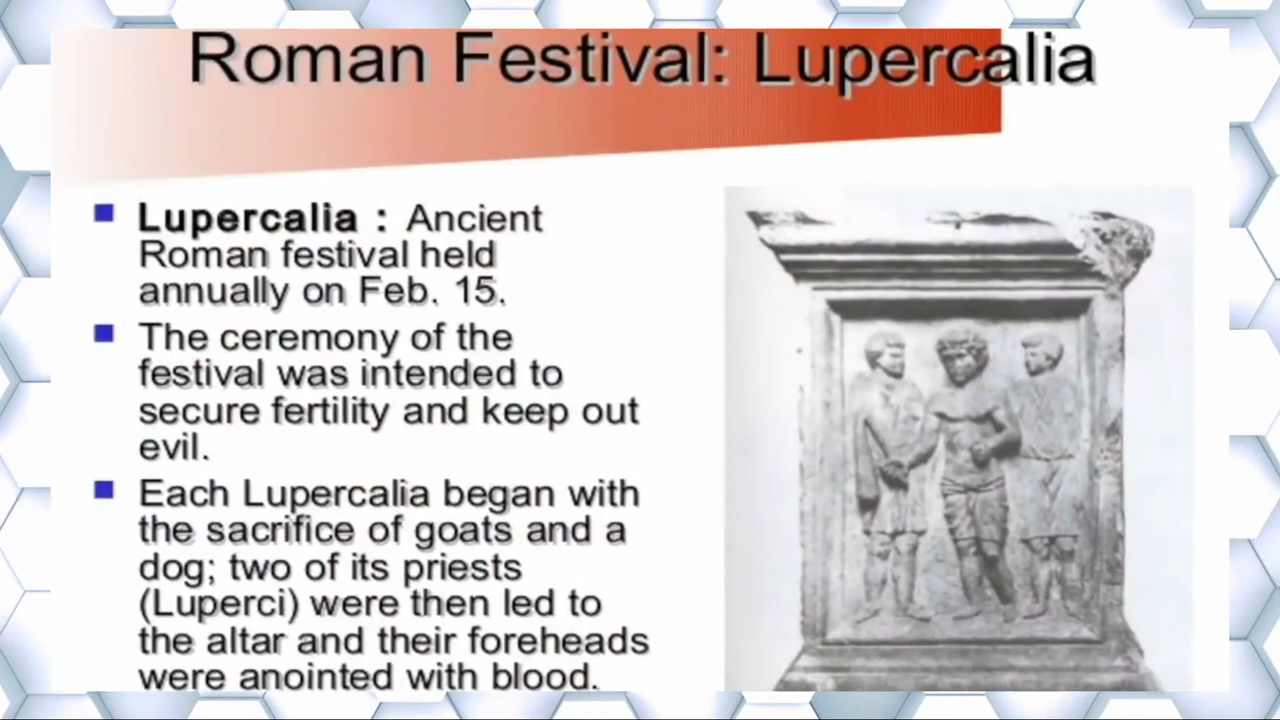 Roman Festival: Lupercalia
Lupercalia : Ancient
Roman festival held
annually on Feb. 15.
The ceremony of the
festival was intended to
secure fertility and keep out
evil.
Each Lupercalia began with
the sacrifice of goats and a
dog; two of its priests
(Luperci) were then led to
the altar and their foreheads
were anointed with blood.